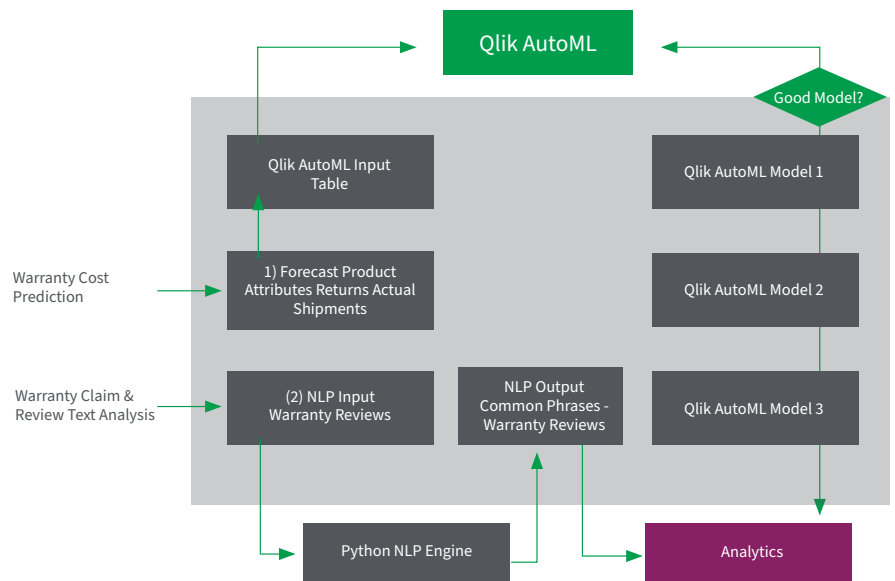 Qlik AutoML
Good Model?
Qlik AutoML Input
Table
Qlik AutoML Model 1
Warranty Cost
Prediction
1) Forecast Product
Attributes Returns Actual
Shipments
Qlik AutoML Model 2
Warranty Claim &
Review Text Analysis
(2) NLP Input
Warranty Reviews
NLP Output
Common Phrases -
Warranty Reviews
Qlik AutoML Model 3
Python NLP Engine
Analytics